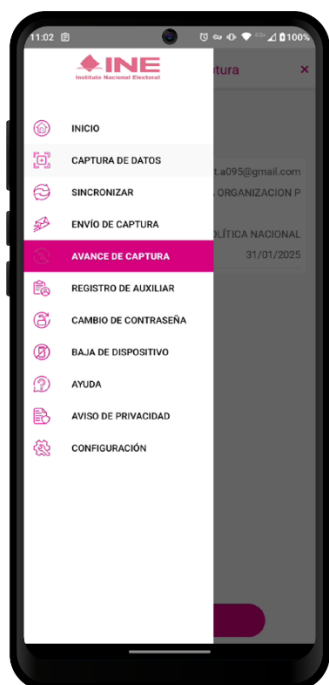 11:02
100%
INE
Instituto Nacional Electoral
tura
×
INICIO
CAPTURA DE DATOS
t.a095@gmail.com
SINCRONIZAR
ORGANIZACION P
ENVÍO DE CAPTURA
OLÍTICA NACIONAL
AVANCE DE CAPTURA
31/01/2025
REGISTRO DE AUXILIAR
CAMBIO DE CONTRASEÑA
BAJA DE DISPOSITIVO
AYUDA
AVISO DE PRIVACIDAD
CONFIGURACIÓN